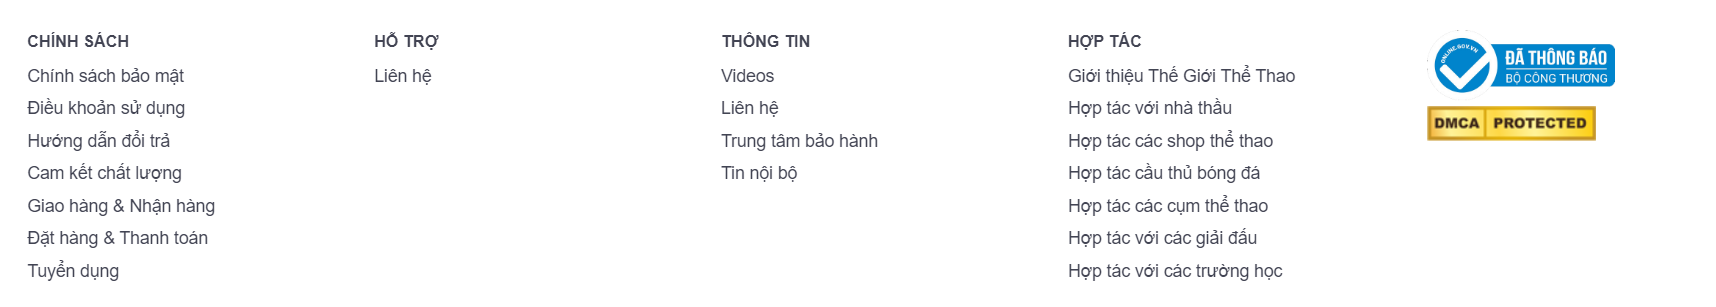 CHÍNH SÁCH
Chính sách bảo mật
Điều khoản sử dụng
Hướng dẫn đổi trả
Cam kết chất lượng
Giao hàng & Nhận hàng
Đặt hàng & Thanh toán
Tuyển dụng
HỖ TRỢ
Liên hệ
THÔNG TIN
Videos
Liên hệ
Trung tâm bảo hành
Tin nội bộ
HỢP TÁC
Giới thiệu Thế Giới Thể Thao
Hợp tác với nhà thầu
Hợp tác các shop thể thao
Hợp tác cầu thủ bóng đá
Hợp tác các cụm thể thao
Hợp tác với các giải đấu
Hợp tác với các trường học
ONLINE.GOV.VN
ĐÃ THÔNG BÁO
BỘ CÔNG THƯƠNG
DMCA PROTECTED